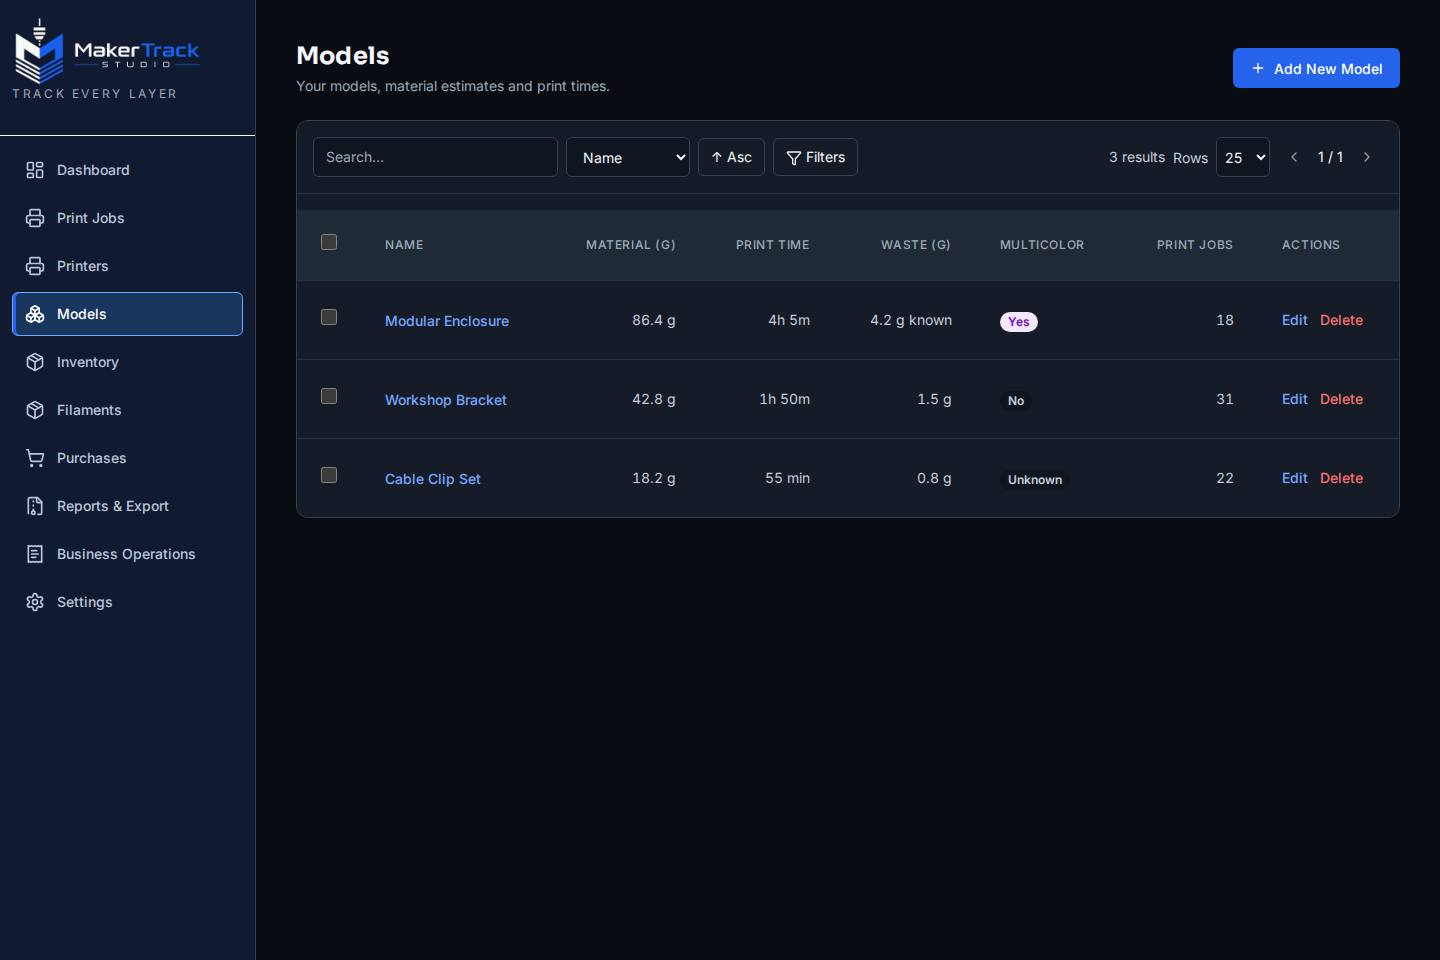 MakerTrack
STUDIO
TRACK EVERY LAYER
Dashboard
Print Jobs
Printers
Models
Inventory
Filaments
Purchases
Reports & Export
Business Operations
Settings
Models
Your models, material estimates and print times.
+ Add New Model
Search... Name ↑ Asc Filters 3 results Rows 25 1 / 1
NAME MATERIAL (G) PRINT TIME WASTE (G) MULTICOLOR PRINT JOBS ACTIONS
Modular Enclosure 86.4 g 4h 5m 4.2 g known Yes 18 Edit Delete
Workshop Bracket 42.8 g 1h 50m 1.5 g No 31 Edit Delete
Cable Clip Set 18.2 g 55 min 0.8 g Unknown 22 Edit Delete